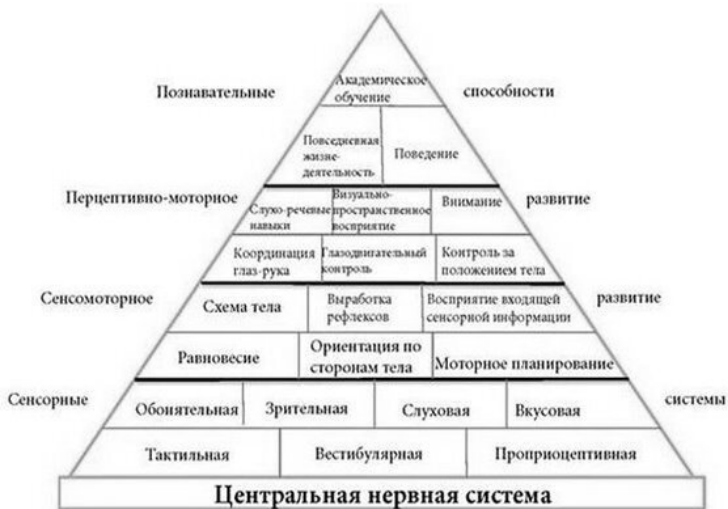 Академическое
обучение
Познавательные
способности
Повседневная
жизне-
деятельность
Поведение
Перцептивно-моторное
развитие
Слухо-речевые
навыки
Визуально-
пространственное
восприятие
Внимание
Координация
глаз-рука
Глазодвигательный
контроль
Контроль за
положением тела
Сенсомоторное
развитие
Схема тела
Выработка
рефлексов
Восприятие входящей
сенсорной информации
Равновесие
Ориентация по
сторонам тела
Моторное планирование
Сенсорные
системы
Обонятельная
Зрительная
Слуховая
Вкусовая
Тактильная
Вестибулярная
Проприоцептивная
Центральная нервная система